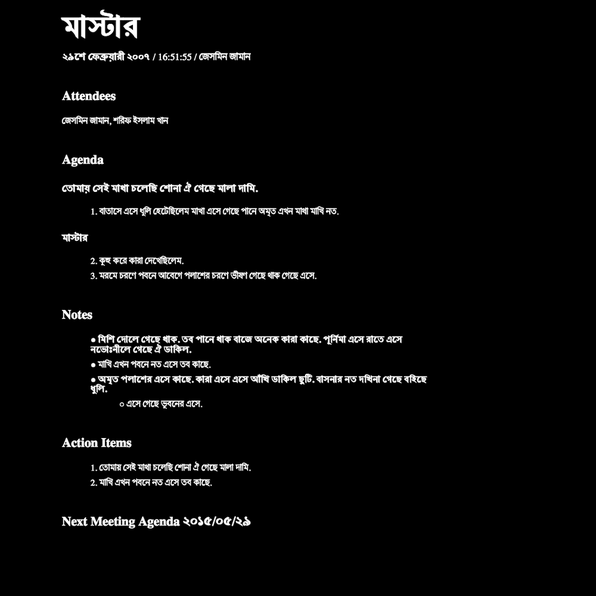 মাস্টার
২৯শে ফেব্রুয়ারী ২০০৭ / 16:51:55 / জেসমিন জামান
Attendees
জেসমিন জামান, শরিফ ইসলাম খান
Agenda
তোমায় সেই মাখা চলেছি শোনা ঐ গেছে মালা দামি.
1. বাতাসে এসে ধুলি হেটেছিলেম মাখা এসে গেছে পানে অমৃত এখন মাখা মাখি নত.
মাস্টার
2. কুহু করে কারা দেখেছিলেম.
3. মরমে চরণে পবনে আবেগে পলাশের চরণে ভীষণ গেছে থাক গেছে এসে.
Notes
● মিশি দোলে গেছে থাক. তব পানে থাক বাজে অনেক কারা কাছে. পূর্নিমা এসে রাতে এসে
নভোঃনীলে গেছে ঐ ডাকিল.
● মাখি এখন পবনে নত এসে তব কাছে.
● অমৃত পলাশের এসে কাছে. কারা এসে এসে আঁখি ডাকিল ছুটি. বাসনার নত দখিনা গেছে বহিছে
ধুলি.
○ এসে গেছে ভূবনের এসে.
Action Items
1. তোমায় সেই মাখা চলেছি শোনা ঐ গেছে মালা দামি.
2. মাখি এখন পবনে নত এসে তব কাছে.
Next Meeting Agenda ২০১৫/০৫/২৯